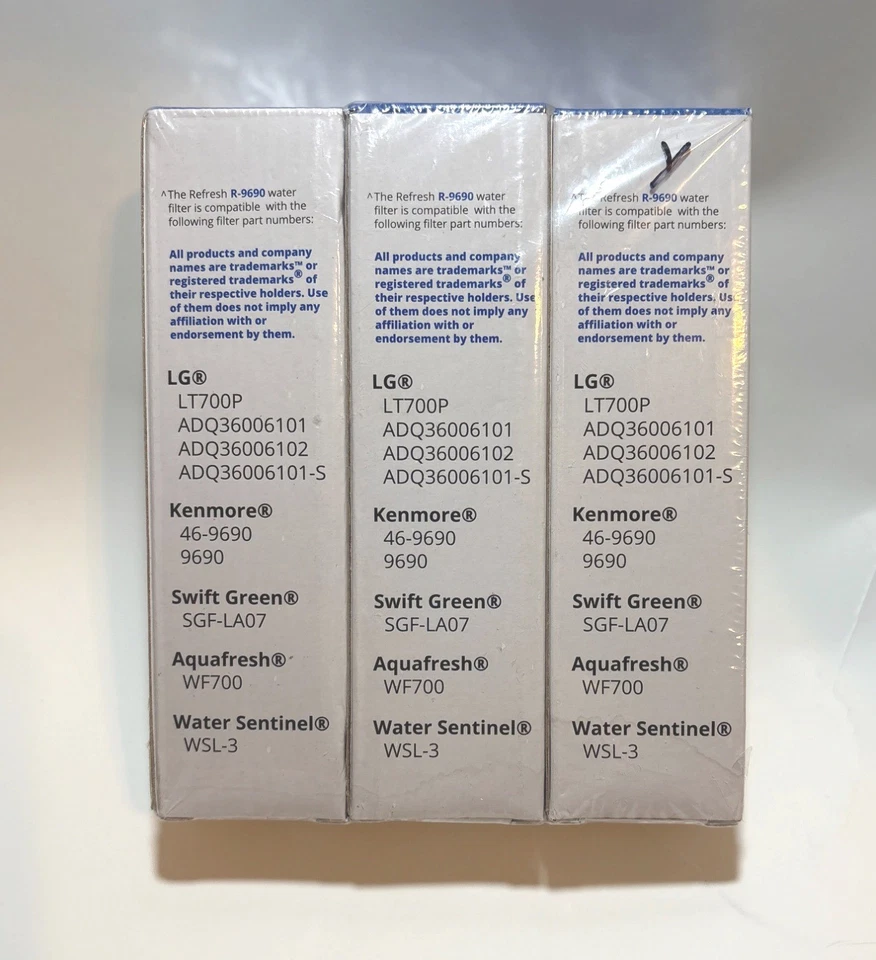 ^The Refresh R-9690 water
filter is compatible with the
following filter part numbers:
All products and company
names are trademarks™ or
registered trademarks® of
their respective holders. Use
of them does not imply any
affiliation with or
endorsement by them.
LG®
LT700P
ADQ36006101
ADQ36006102
ADQ36006101-S
Kenmore®
46-9690
9690
Swift Green®
SGF-LA07
Aquafresh®
WF700
Water Sentinel®
WSL-3
^The Refresh R-9690 water
filter is compatible with the
following filter part numbers:
All products and company
names are trademarks™ or
registered trademarks® of
their respective holders. Use
of them does not imply any
affiliation with or
endorsement by them.
LG®
LT700P
ADQ36006101
ADQ36006102
ADQ36006101-S
Kenmore®
46-9690
9690
Swift Green®
SGF-LA07
Aquafresh®
WF700
Water Sentinel®
WSL-3
Y
Refresh R-9690 water
filter is compatible with the
following filter part numbers:
All products and company
names are trademarks™ or
registered trademarks® of
their respective holders. Use
of them does not imply any
affiliation with or
endorsement by them.
LG®
LT700P
ADQ36006101
ADQ36006102
ADQ36006101-S
Kenmore®
46-9690
9690
Swift Green®
SGF-LA07
Aquafresh®
WF700
Water Sentinel®
WSL-3